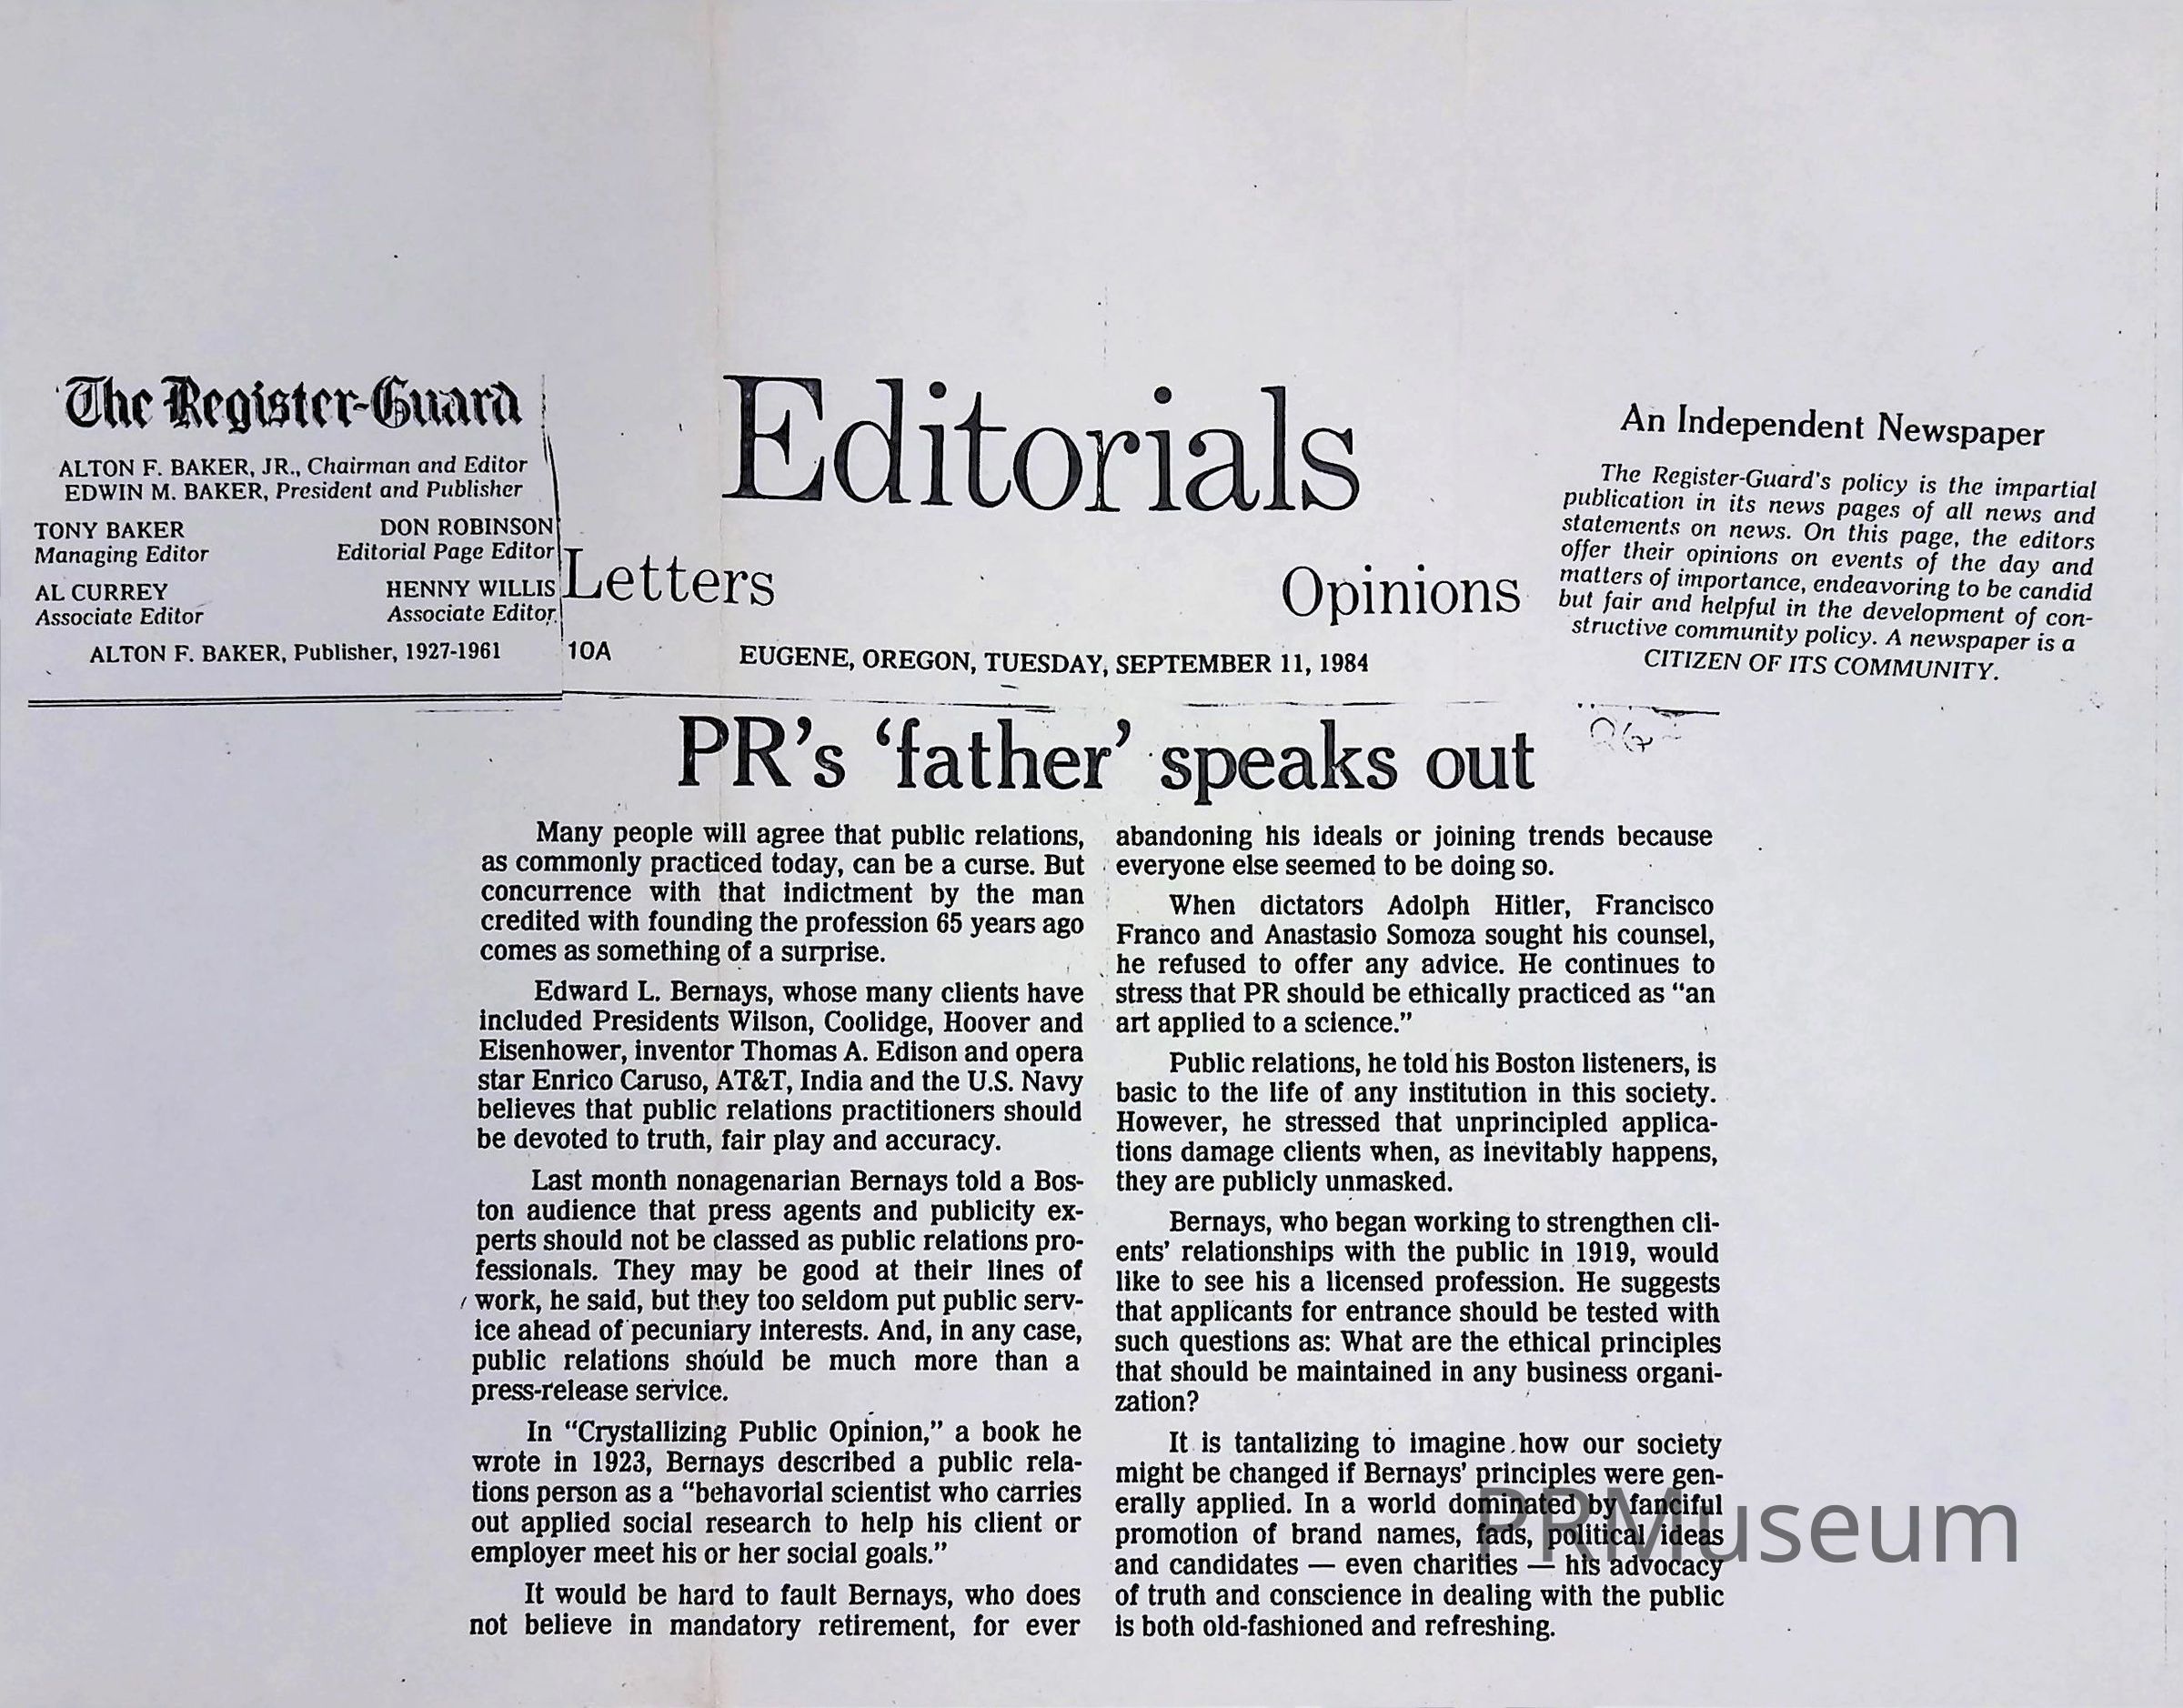 The Register-Guard
ALTON F. BAKER, JR., Chairman and Editor
EDWIN M. BAKER, President and Publisher
TONY BAKER
Managing Editor
DON ROBINSON
Editorial Page Editor
AL CURREY
Associate Editor
HENNY WILLIS
Associate Editor
ALTON F. BAKER, Publisher, 1927-1961
Editorials
Letters
Opinions
10A
EUGENE, OREGON, TUESDAY, SEPTEMBER 11, 1984
An Independent Newspaper
The Register-Guard's policy is the impartial
publication in its news pages of all news and
statements on news. On this page, the editors
offer their opinions on events of the day and
matters of importance, endeavoring to be candid
but fair and helpful in the development of con-
structive community policy. A newspaper is a
CITIZEN OF ITS COMMUNITY.
PR's ‘father’ speaks out
Many people will agree that public relations,
as commonly practiced today, can be a curse. But
concurrence with that indictment by the man
credited with founding the profession 65 years ago
comes as something of a surprise.
Edward L. Bernays, whose many clients have
included Presidents Wilson, Coolidge, Hoover and
Eisenhower, inventor Thomas A. Edison and opera
star Enrico Caruso, AT&T, India and the U.S. Navy
believes that public relations practitioners should
be devoted to truth, fair play and accuracy.
Last month nonagenarian Bernays told a Bos-
ton audience that press agents and publicity ex-
perts should not be classed as public relations pro-
fessionals. They may be good at their lines of
work, he said, but they too seldom put public serv-
ice ahead of pecuniary interests. And, in any case,
public relations should be much more than a
press-release service.
In “Crystallizing Public Opinion,” a book he
wrote in 1923, Bernays described a public rela-
tions person as a “behavorial scientist who carries
out applied social research to help his client or
employer meet his or her social goals.”
It would be hard to fault Bernays, who does
not believe in mandatory retirement, for ever
abandoning his ideals or joining trends because
everyone else seemed to be doing so.
When dictators Adolph Hitler, Francisco
Franco and Anastasio Somoza sought his counsel,
he refused to offer any advice. He continues to
stress that PR should be ethically practiced as “an
art applied to a science.”
Public relations, he told his Boston listeners, is
basic to the life of any institution in this society.
However, he stressed that unprincipled applica-
tions damage clients when, as inevitably happens,
they are publicly unmasked.
Bernays, who began working to strengthen cli-
ents' relationships with the public in 1919, would
like to see his a licensed profession. He suggests
that applicants for entrance should be tested with
such questions as: What are the ethical principles
that should be maintained in any business organi-
zation?
It is tantalizing to imagine how our society
might be changed if Bernays' principles were gen-
erally applied. In a world dominated by fanciful
promotion of brand names, fads, political ideas
and candidates — even charities — his advocacy
of truth and conscience in dealing with the public
is both old-fashioned and refreshing.
PRMuseum